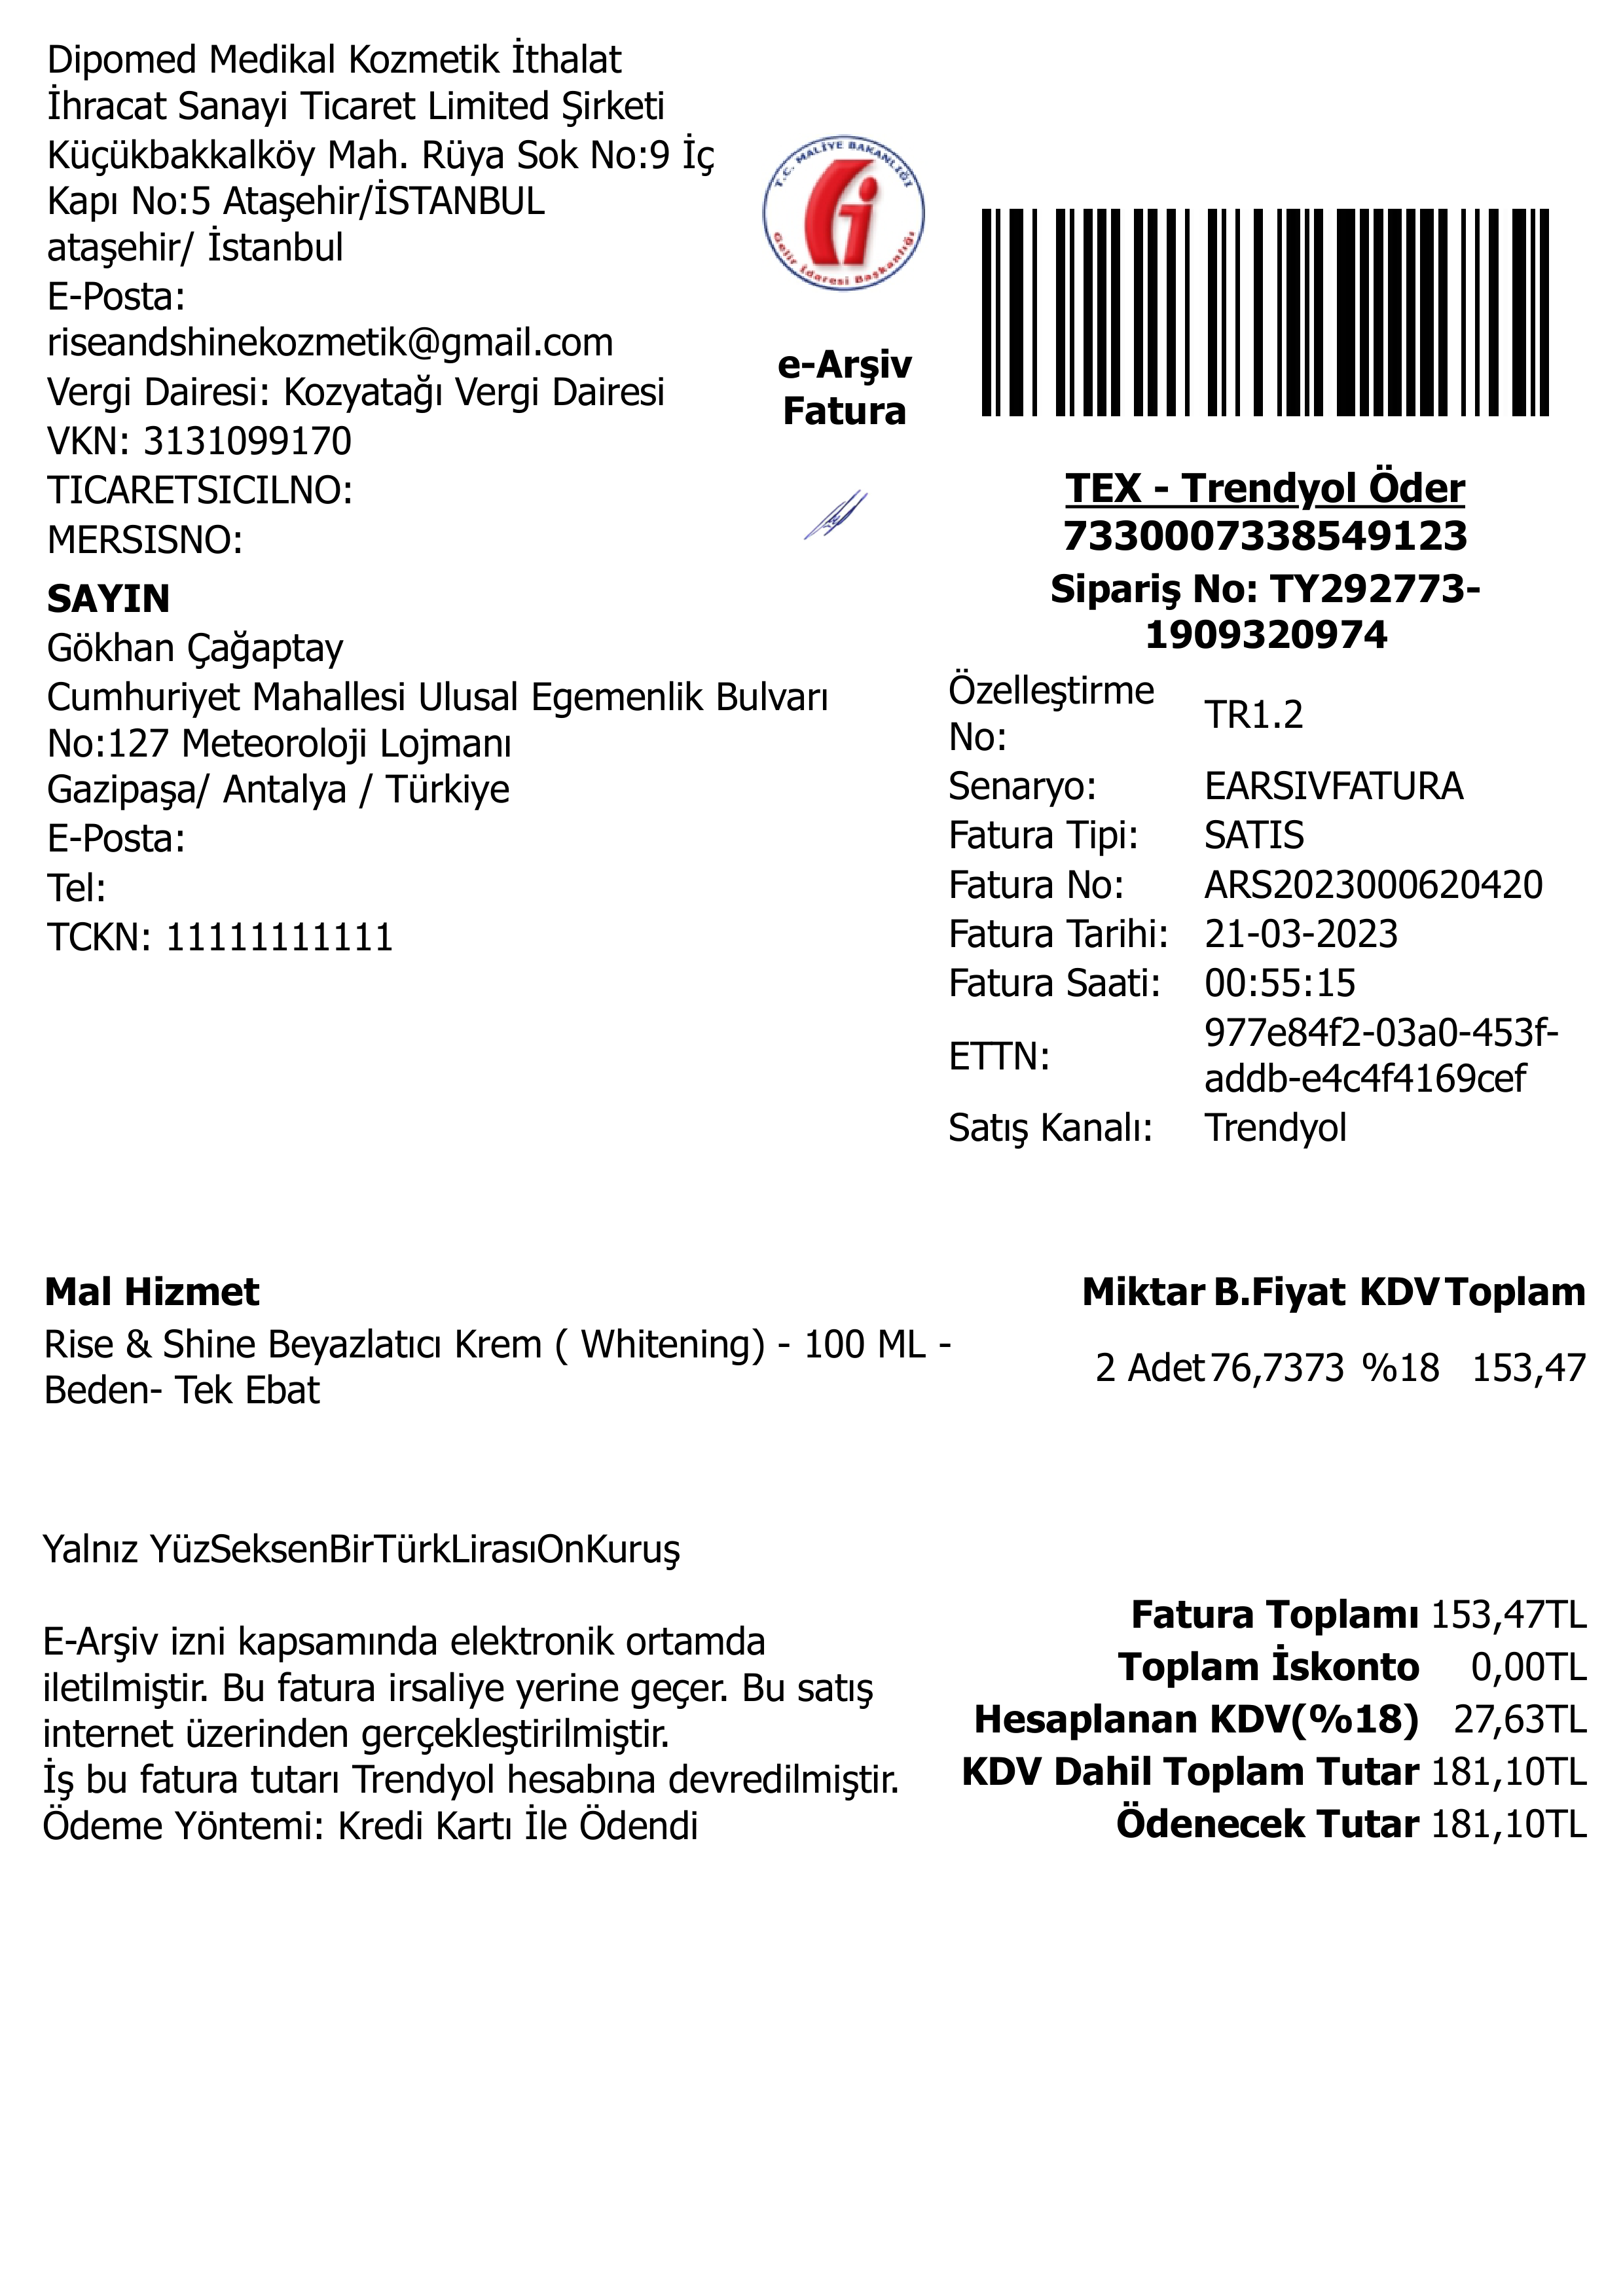 Dipomed Medikal Kozmetik İthalat
İhracat Sanayi Ticaret Limited Şirketi
Küçükbakkalköy Mah. Rüya Sok No:9 İç
Kapı No:5 Ataşehir/İSTANBUL
ataşehir/ İstanbul
E-Posta:
riseandshinekozmetik@gmail.com
Vergi Dairesi: Kozyatağı Vergi Dairesi
VKN: 3131099170
TICARETSICILNO:
MERSISNO:
T.C. MALİYE BAKANLIĞI
Gelir İdaresi Başkanlığı
e-Arşiv
Fatura
TEX - Trendyol Öder
7330007338549123
Sipariş No: TY292773-
1909320974
SAYIN
Gökhan Çağaptay
Cumhuriyet Mahallesi Ulusal Egemenlik Bulvarı
No:127 Meteoroloji Lojmanı
Gazipaşa/ Antalya / Türkiye
E-Posta:
Tel:
TCKN: 11111111111
Özelleştirme
No: TR1.2
Senaryo: EARSIVFATURA
Fatura Tipi: SATIS
Fatura No: ARS2023000620420
Fatura Tarihi: 21-03-2023
Fatura Saati: 00:55:15
ETTN: 977e84f2-03a0-453f-
addb-e4c4f4169cef
Satış Kanalı: Trendyol
Mal Hizmet Miktar B.Fiyat KDV Toplam
Rise & Shine Beyazlatıcı Krem ( Whitening) - 100 ML -
Beden- Tek Ebat
2 Adet 76,7373 %18 153,47
Yalnız YüzSeksenBirTürkLirasıOnKuruş
E-Arşiv izni kapsamında elektronik ortamda
iletilmiştir. Bu fatura irsaliye yerine geçer. Bu satış
internet üzerinden gerçekleştirilmiştir.
İş bu fatura tutarı Trendyol hesabına devredilmiştir.
Ödeme Yöntemi: Kredi Kartı İle Ödendi
Fatura Toplamı 153,47TL
Toplam İskonto 0,00TL
Hesaplanan KDV(%18) 27,63TL
KDV Dahil Toplam Tutar 181,10TL
Ödenecek Tutar 181,10TL